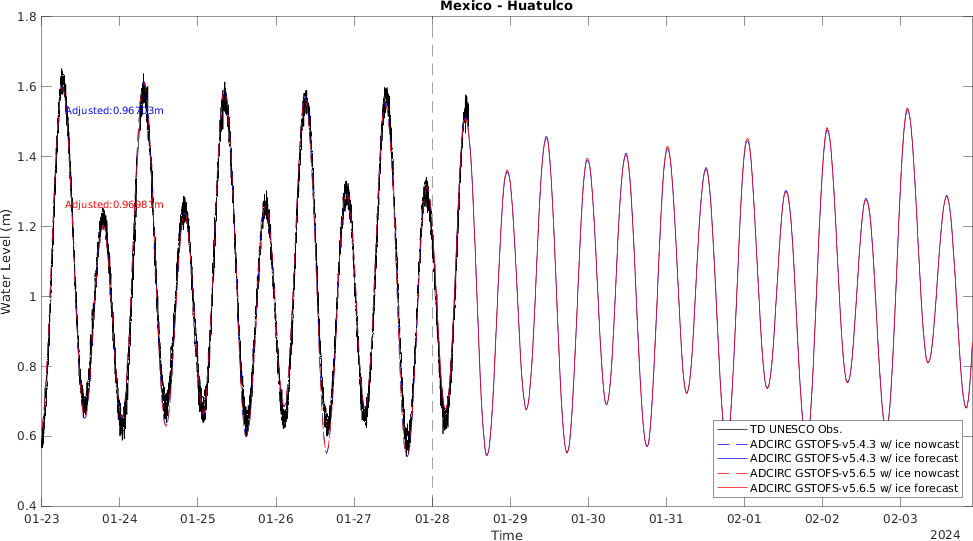 Mexico - Huatulco
1.8
1.6
1.4
1.2
1
0.8
0.6
0.4
Water Level (m)
Adjusted:0.96703m
Adjusted:0.96981m
TD UNESCO Obs.
ADCIRC GSTOFS-v5.4.3 w/ ice nowcast
ADCIRC GSTOFS-v5.4.3 w/ ice forecast
ADCIRC GSTOFS-v5.6.5 w/ ice nowcast
ADCIRC GSTOFS-v5.6.5 w/ ice forecast
01-23 01-24 01-25 01-26 01-27 01-28 01-29 01-30 01-31 02-01 02-02 02-03
Time
2024